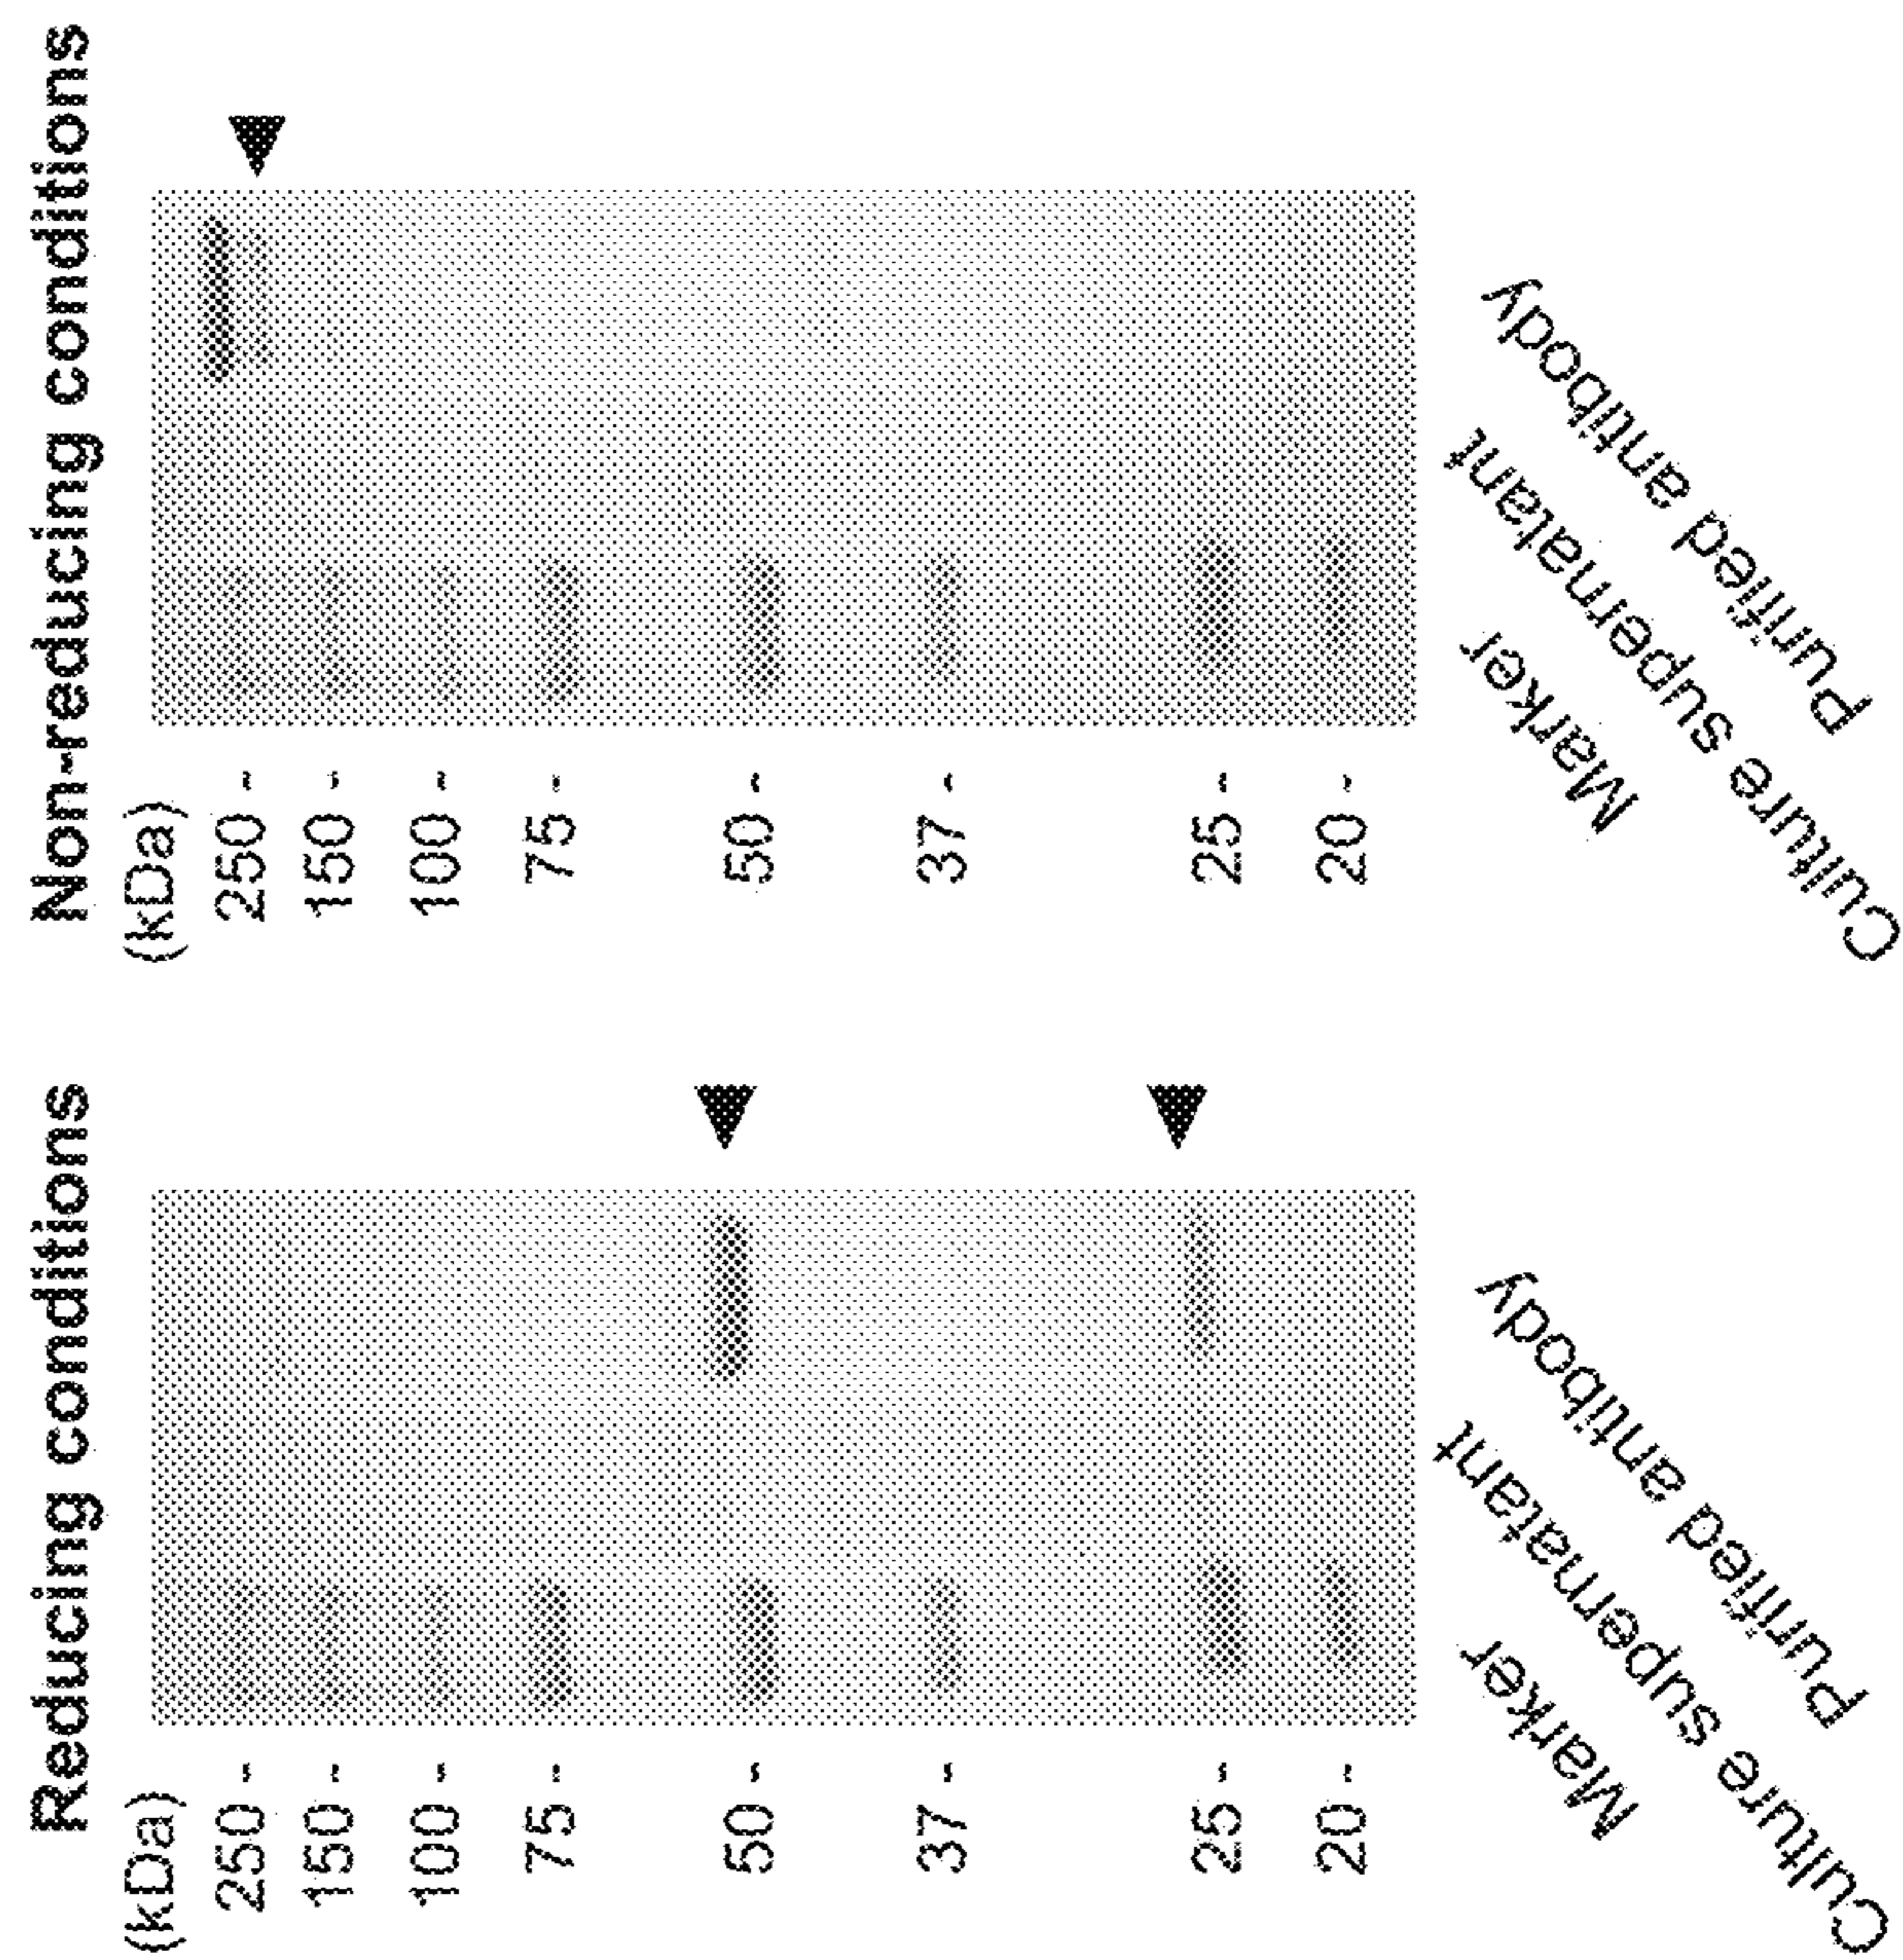 Reducing conditions
(kDa)
250 -
150 -
100 -
75 -
50 -
37 -
25 -
20 -
Marker
Culture supernatant
Purified antibody
Non-reducing conditions
(kDa)
250 -
150 -
100 -
75 -
50 -
37 -
25 -
20 -
Marker
Culture supernatant
Purified antibody